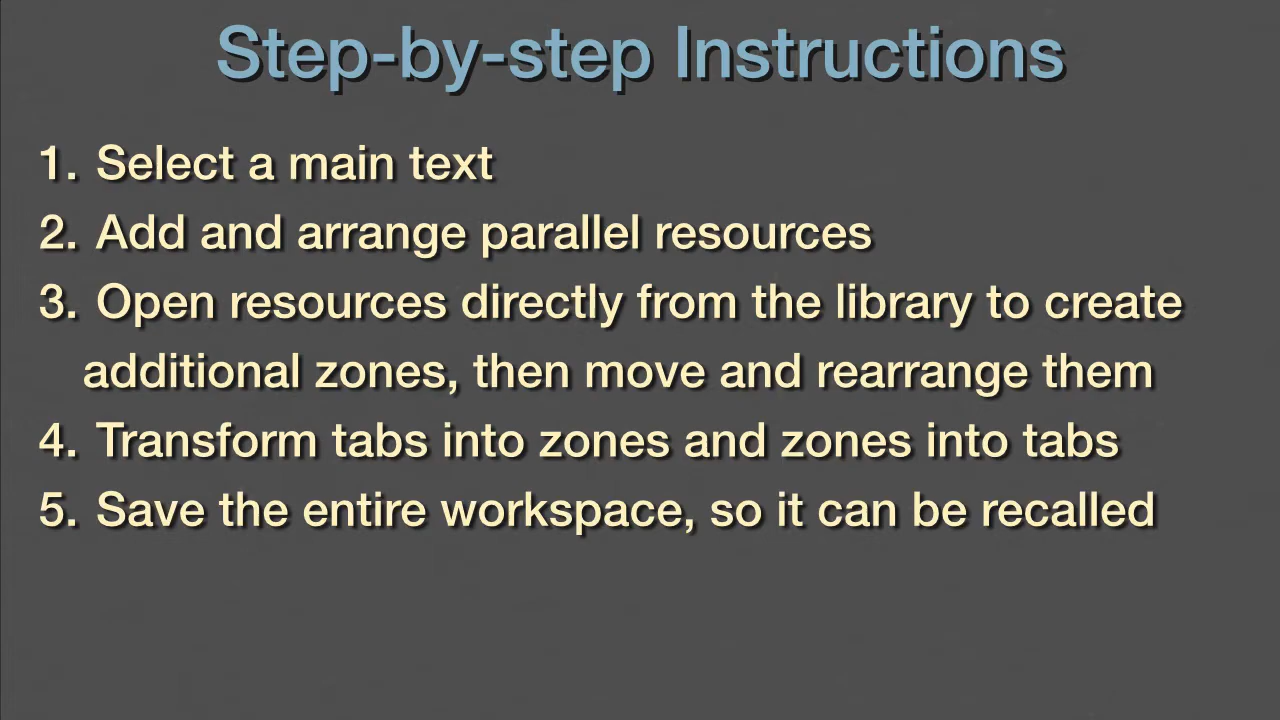 Step-by-step Instructions
1. Select a main text
2. Add and arrange parallel resources
3. Open resources directly from the library to create
additional zones, then move and rearrange them
4. Transform tabs into zones and zones into tabs
5. Save the entire workspace, so it can be recalled